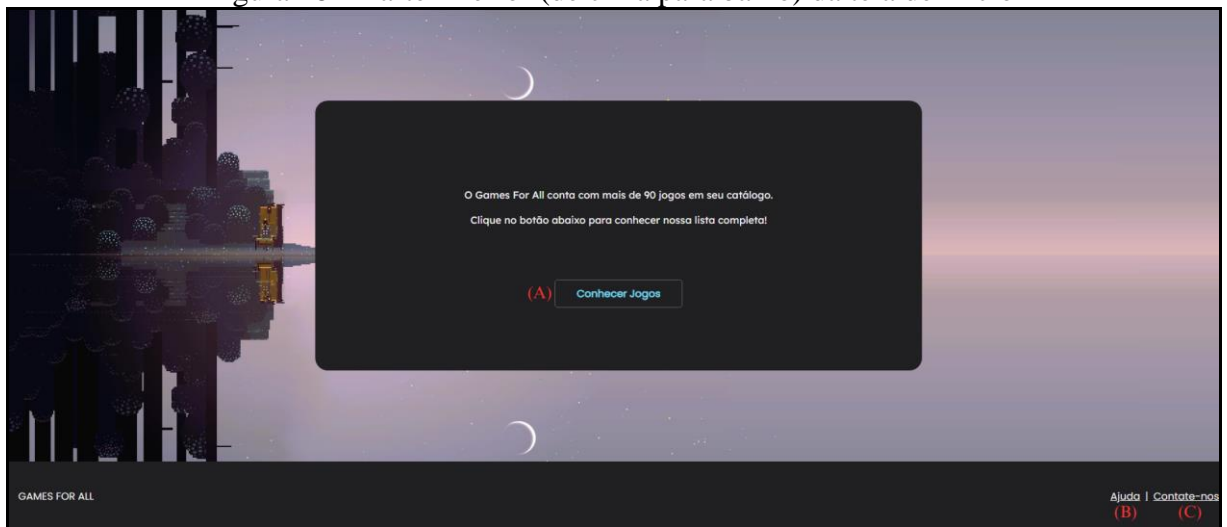 O Games For All conta com mais de 90 jogos em seu catálogo.
Clique no botão abaixo para conhecer nossa lista completa!
(A) Conhecer Jogos
GAMES FOR ALL
Ajuda | Contate-nos
(B) (C)